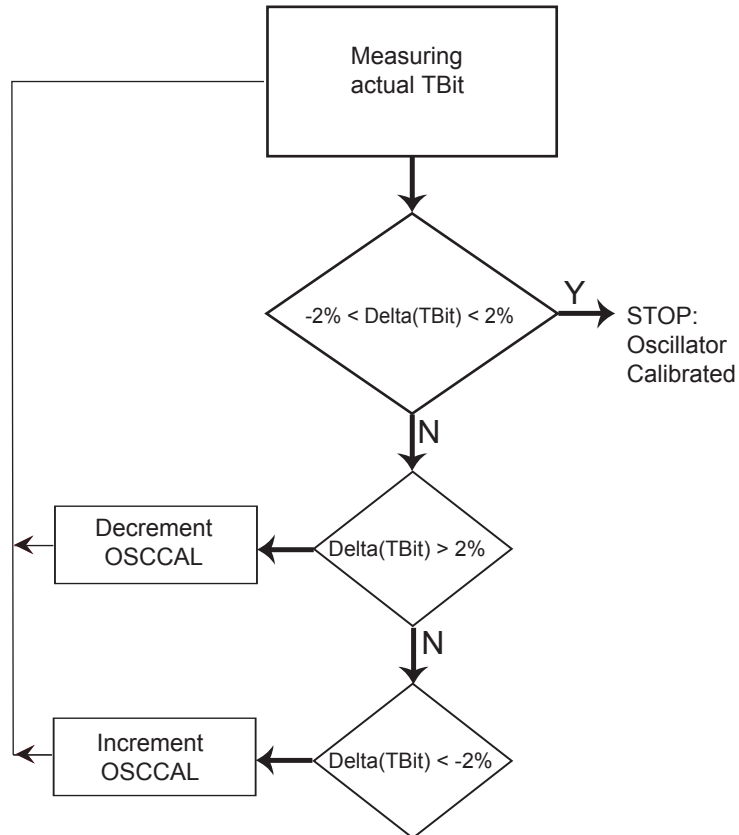 Measuring
actual TBit
-2% < Delta(TBit) < 2%
Y
STOP:
Oscillator
Calibrated
N
Decrement
OSCCAL
Delta(TBit) > 2%
N
Increment
OSCCAL
Delta(TBit) < -2%